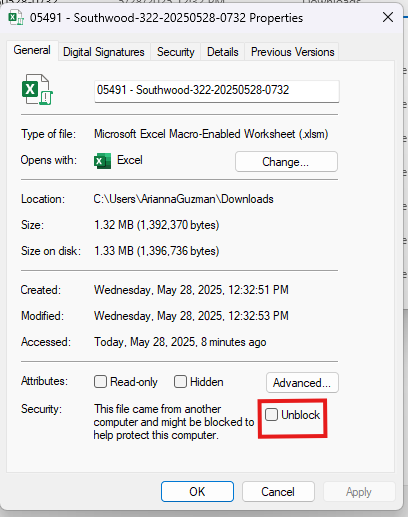 05491 - Southwood-322-20250528-0732 Properties
General Digital Signatures Security Details Previous Versions
05491 - Southwood-322-20250528-0732
Type of file: Microsoft Excel Macro-Enabled Worksheet (.xlsm)
Opens with: Excel Change...
Location: C:\Users\AriannaGuzman\Downloads
Size: 1.32 MB (1,392,370 bytes)
Size on disk: 1.33 MB (1,396,736 bytes)
Created: Wednesday, May 28, 2025, 12:32:51 PM
Modified: Wednesday, May 28, 2025, 12:32:53 PM
Accessed: Today, May 28, 2025, 8 minutes ago
Attributes: Read-only Hidden Advanced...
Security: This file came from another
computer and might be blocked to
help protect this computer.
Unblock
OK Cancel Apply